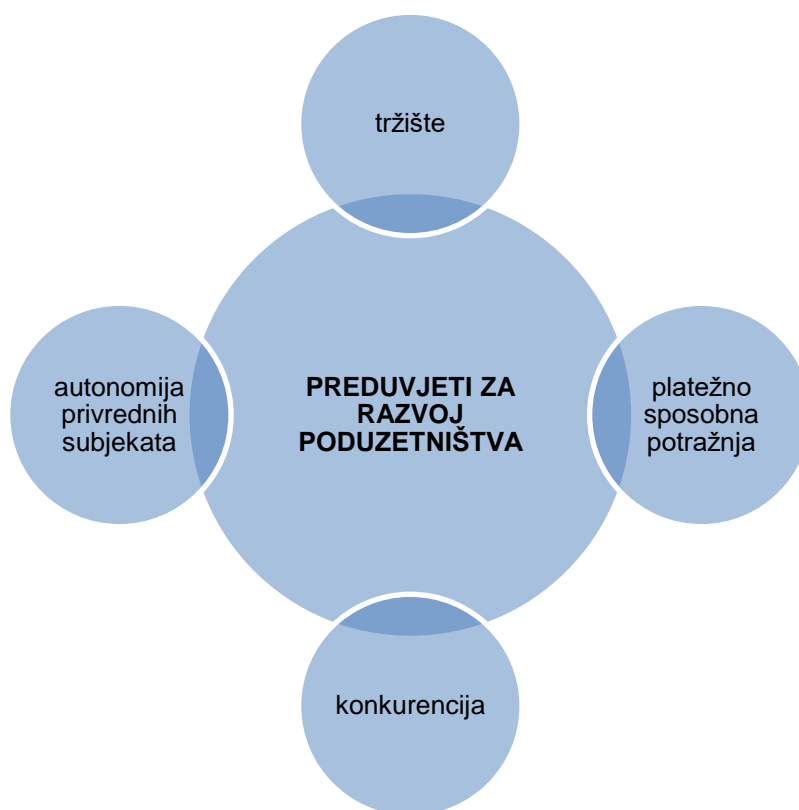 tržište
autonomija
privrednih
subjekata
PREDUVJETI ZA
RAZVOJ
PODUZETNIŠTVA
platežno
sposobna
potražnja
konkurencija